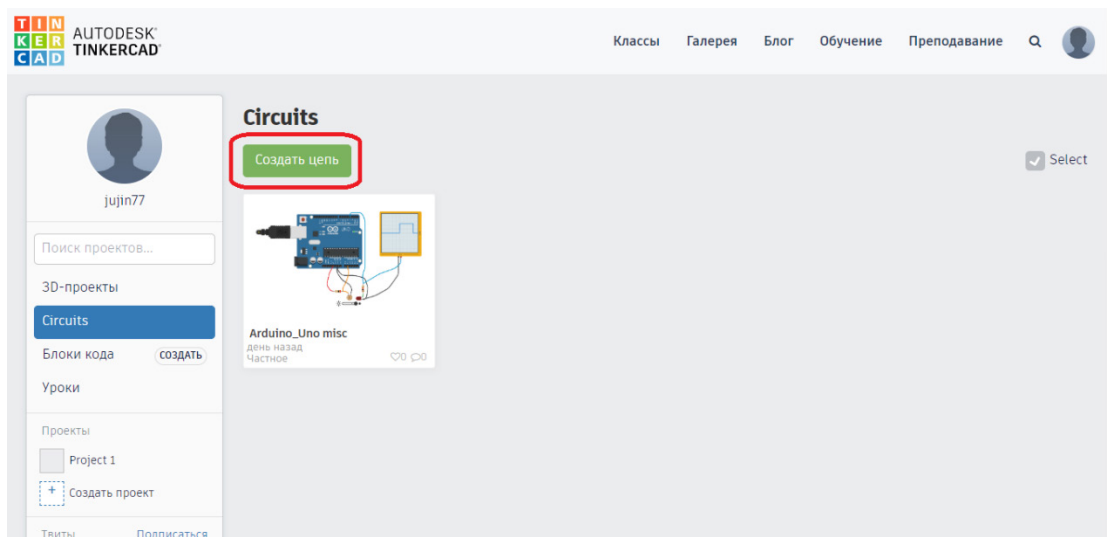 TIN
KER
CAD
AUTODESK®
TINKERCAD®
Классы
Галерея
Блог
Обучение
Преподавание
jujin77
Поиск проектов...
3D-проекты
Circuits
Блоки кода
СОЗДАТЬ
Уроки
Проекты
Project 1
+ Создать проект
Твиты
Подписаться
Circuits
Создать цепь
Select
Arduino_Uno misc
день назад
Частное
0
0